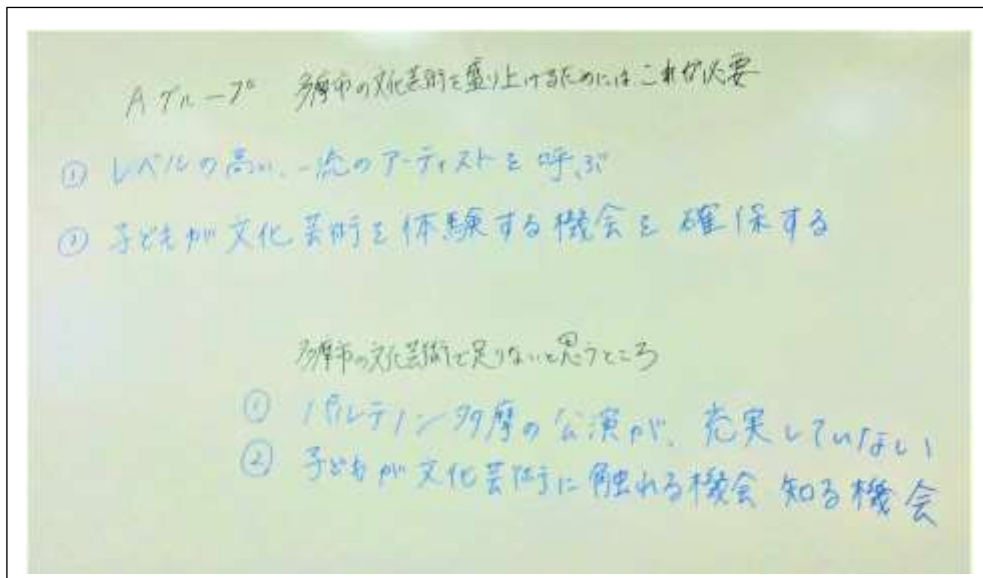 Aグループ 多摩市の文化芸術を盛り上げるためにはこれが必要
① レベルの高い、一流のアーティストを呼ぶ
② 子どもが文化芸術を体験する機会を確保する
多摩市の文化芸術で足りないと思うところ
① パルテノン多摩の公演が、充実していない
② 子どもが文化芸術に触れる機会 知る機会